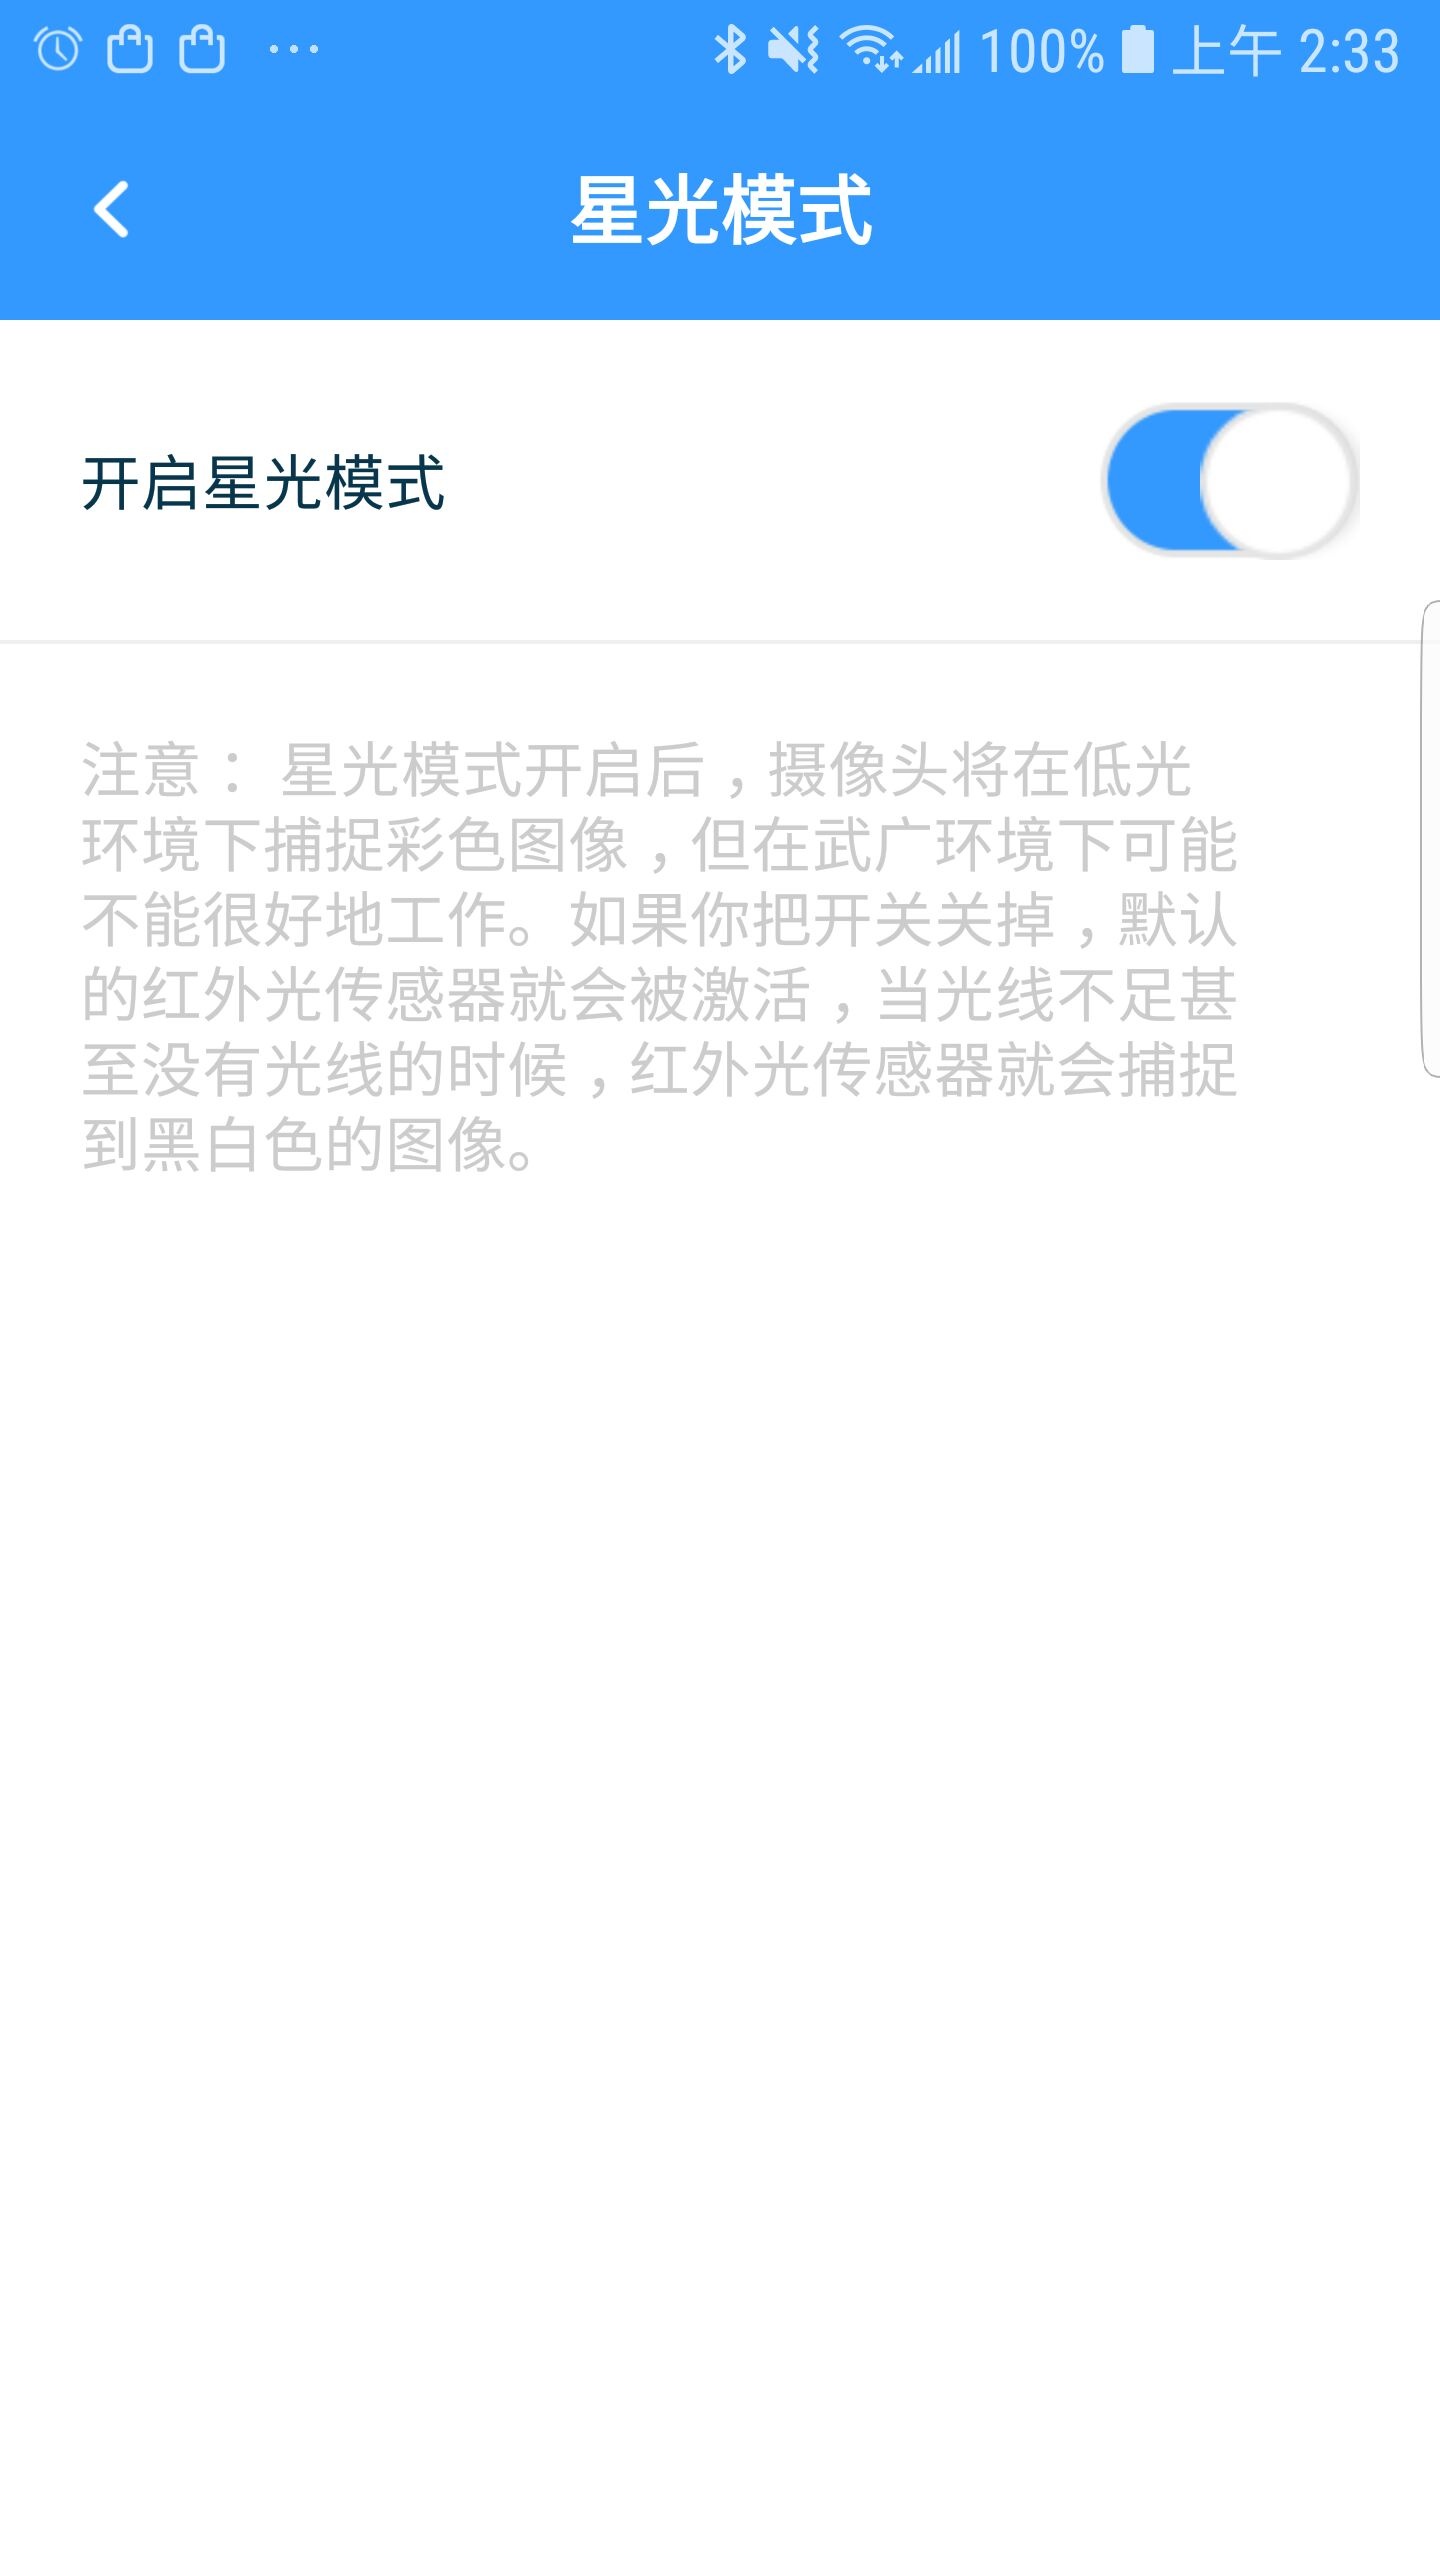 100% 上午 2:33
星光模式
开启星光模式
注意 ：星光模式开启后，摄像头将在低光
环境下捕捉彩色图像，但在武广环境下可能
不能很好地工作。如果你把开关关掉，默认
的红外光传感器就会被激活，当光线不足甚
至没有光线的时候，红外光传感器就会捕捉
到黑白色的图像。